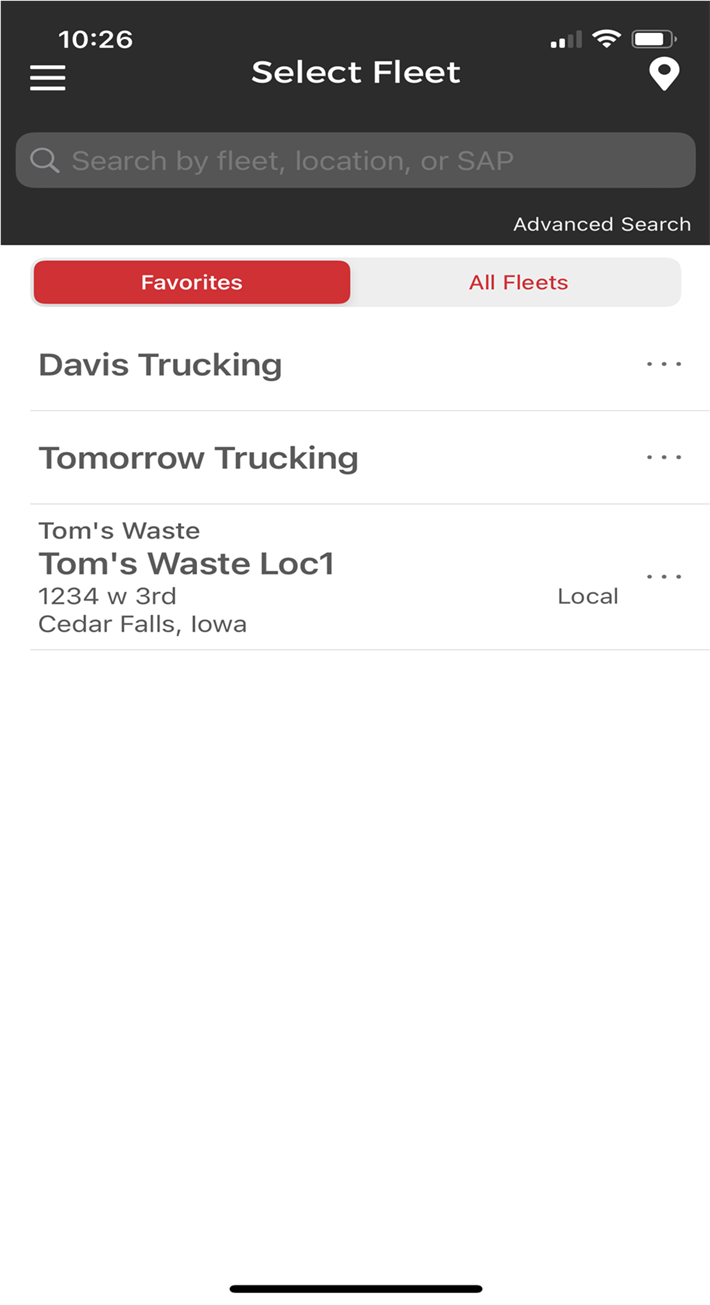 10:26
Select Fleet
Search by fleet, location, or SAP
Advanced Search
Favorites
All Fleets
Davis Trucking
Tomorrow Trucking
Tom's Waste
Tom's Waste Loc1
1234 w 3rd
Local
Cedar Falls, Iowa